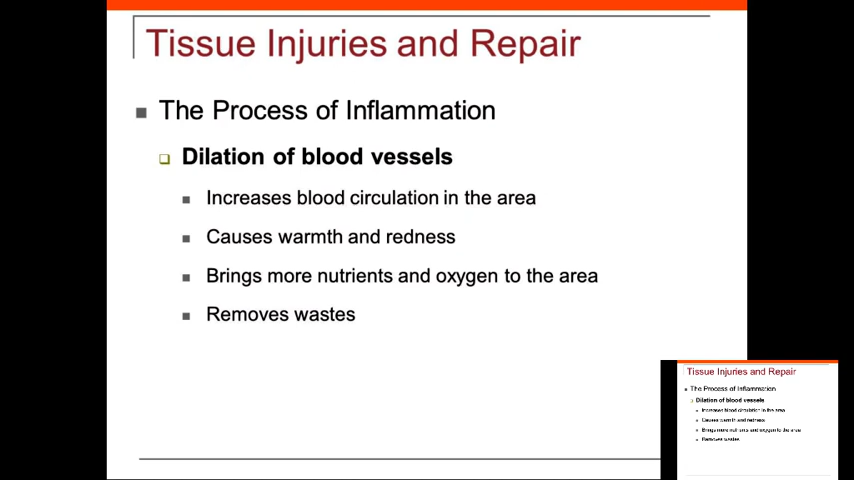 Tissue Injuries and Repair
The Process of Inflammation
Dilation of blood vessels
Increases blood circulation in the area
Causes warmth and redness
Brings more nutrients and oxygen to the area
Removes wastes
Tissue Injuries and Repair
The Process of Inflammation
Dilation of blood vessels
Increases blood circulation in the area
Causes warmth and redness
Brings more nutrients and oxygen to the area
Removes wastes